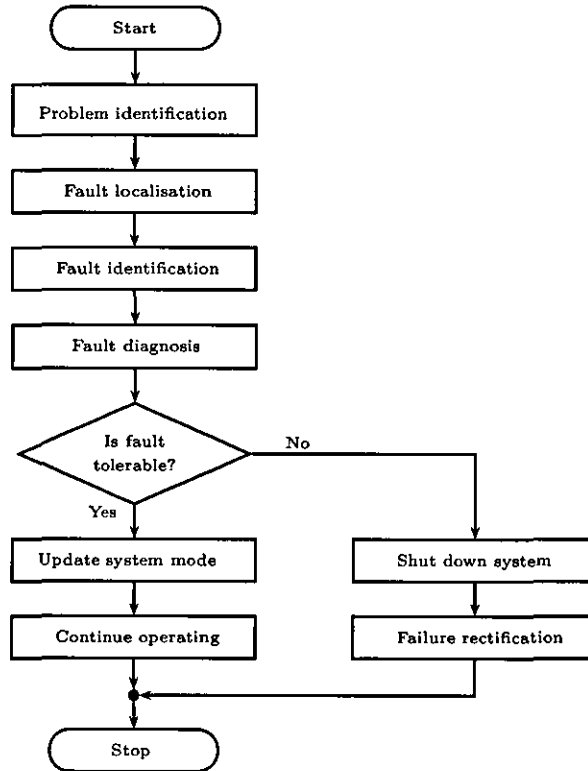 Start
Problem identification
Fault localisation
Fault identification
Fault diagnosis
Is fault
tolerable?
No
Yes
Update system mode
Shut down system
Continue operating
Failure rectification
Stop